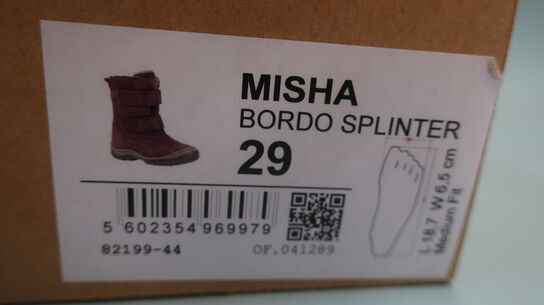 MISHA
BORDO SPLINTER
29
L 18.7 W 6.5 cm
Medium Fit
5 602354 969979
82199-44
OF.041289